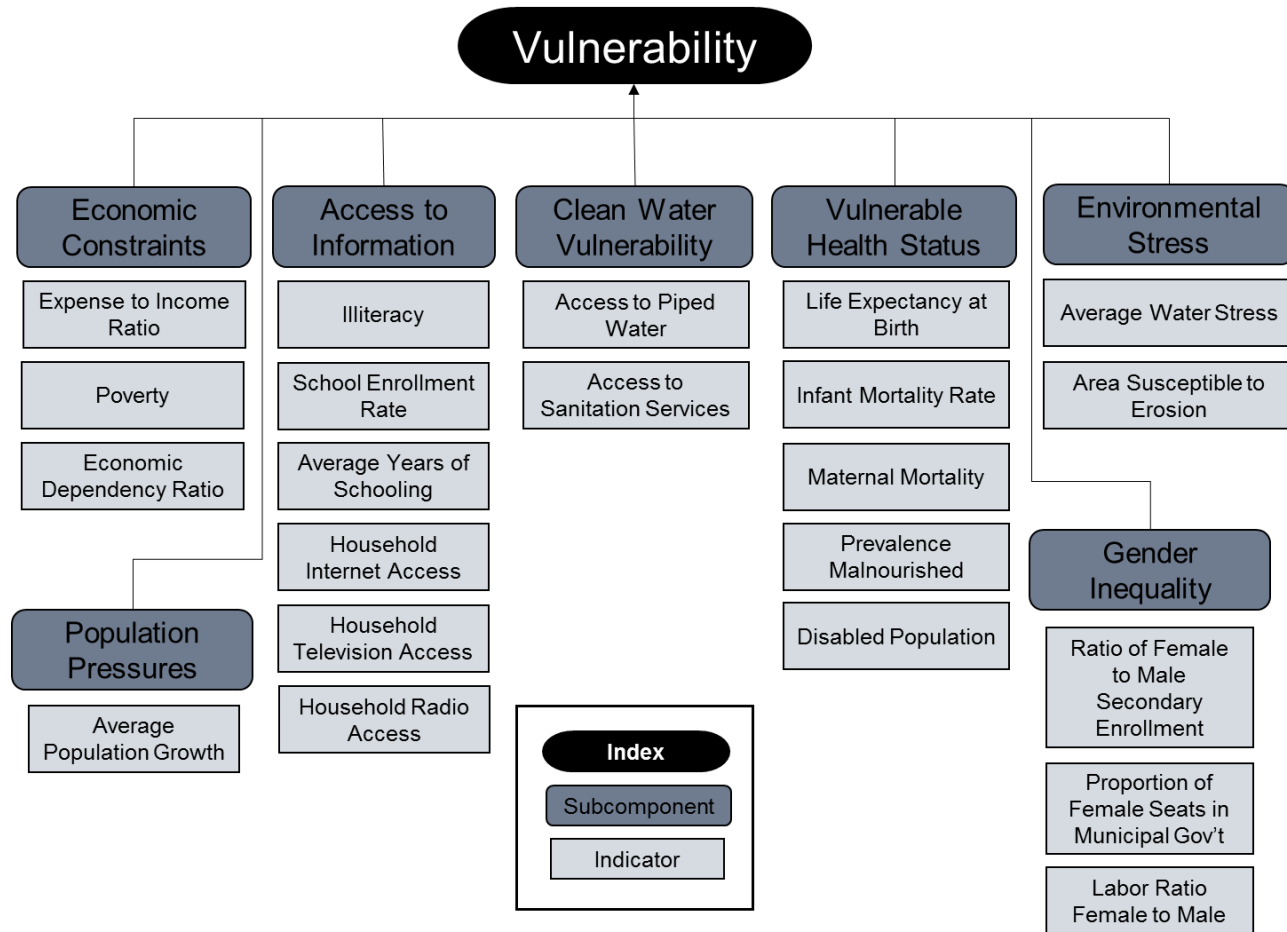 Vulnerability
Economic
Constraints
Expense to Income
Ratio
Poverty
Economic
Dependency Ratio
Population
Pressures
Average
Population Growth
Access to
Information
Illiteracy
School Enrollment
Rate
Average Years of
Schooling
Household
Internet Access
Household
Television Access
Household Radio
Access
Clean Water
Vulnerability
Access to Piped
Water
Access to
Sanitation Services
Vulnerable
Health Status
Life Expectancy at
Birth
Infant Mortality Rate
Maternal Mortality
Prevalence
Malnourished
Disabled Population
Environmental
Stress
Average Water Stress
Area Susceptible to
Erosion
Gender
Inequality
Ratio of Female
to Male
Secondary
Enrollment
Proportion of
Female Seats in
Municipal Gov’t
Labor Ratio
Female to Male
Index
Subcomponent
Indicator